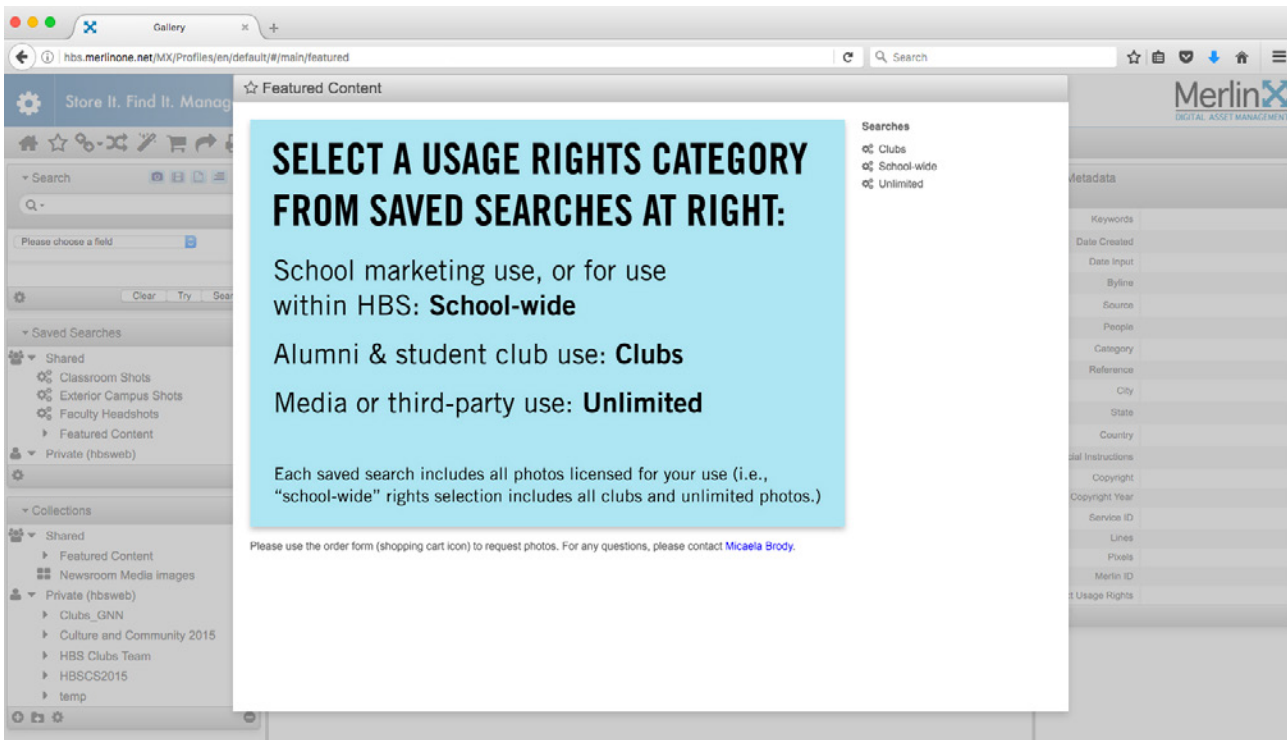 Gallery
hbs.merlinone.net/MX/Profiles/en/default/#/main/featured
Search
Store It. Find It. Manag
Featured Content
Merlin X
DIGITAL ASSET MANAGEMENT
Search
Please choose a field
Clear Try Sear
Saved Searches
Shared
Classroom Shots
Exterior Campus Shots
Faculty Headshots
Featured Content
Private (hbsweb)
Collections
Shared
Featured Content
Newsroom Media images
Private (hbsweb)
Clubs_GNN
Culture and Community 2015
HBS Clubs Team
HBSCS2015
temp
SELECT A USAGE RIGHTS CATEGORY
FROM SAVED SEARCHES AT RIGHT:
School marketing use, or for use
within HBS: School-wide
Alumni & student club use: Clubs
Media or third-party use: Unlimited
Each saved search includes all photos licensed for your use (i.e.,
"school-wide" rights selection includes all clubs and unlimited photos.)
Please use the order form (shopping cart icon) to request photos. For any questions, please contact Micaela Brody.
Searches
Clubs
School-wide
Unlimited
Metadata
Keywords
Date Created
Date Input
Byline
Source
People
Category
Reference
City
State
Country
cial Instructions
Copyright
Copyright Year
Service ID
Lines
Pixels
Merlin ID
t Usage Rights